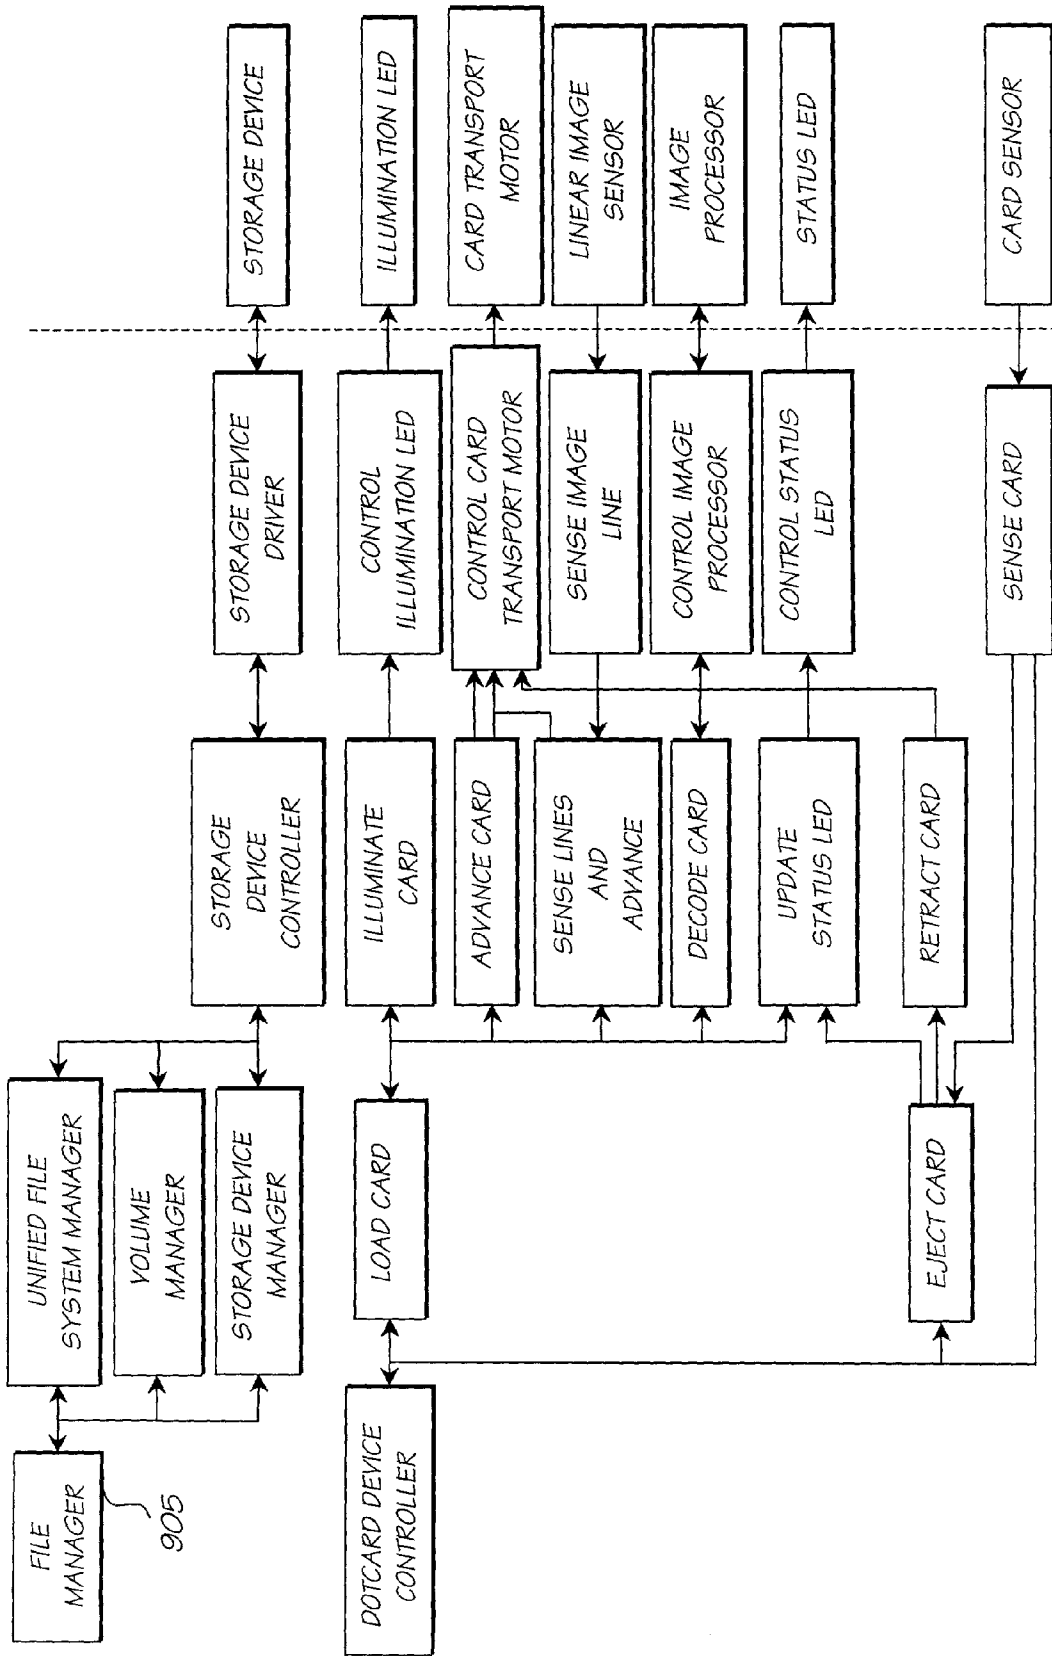 FILE
MANAGER
905
UNIFIED FILE
SYSTEM MANAGER
VOLUME
MANAGER
STORAGE DEVICE
MANAGER
STORAGE
DEVICE
CONTROLLER
STORAGE DEVICE
DRIVER
STORAGE DEVICE
DOTCARD DEVICE
CONTROLLER
LOAD CARD
ILLUMINATE
CARD
CONTROL
ILLUMINATION LED
ILLUMINATION LED
ADVANCE CARD
CONTROL CARD
TRANSPORT MOTOR
CARD TRANSPORT
MOTOR
SENSE LINES
AND
ADVANCE
SENSE IMAGE
LINE
LINEAR IMAGE
SENSOR
DECODE CARD
CONTROL IMAGE
PROCESSOR
IMAGE
PROCESSOR
UPDATE
STATUS LED
CONTROL STATUS
LED
STATUS LED
EJECT CARD
RETRACT CARD
SENSE CARD
CARD SENSOR